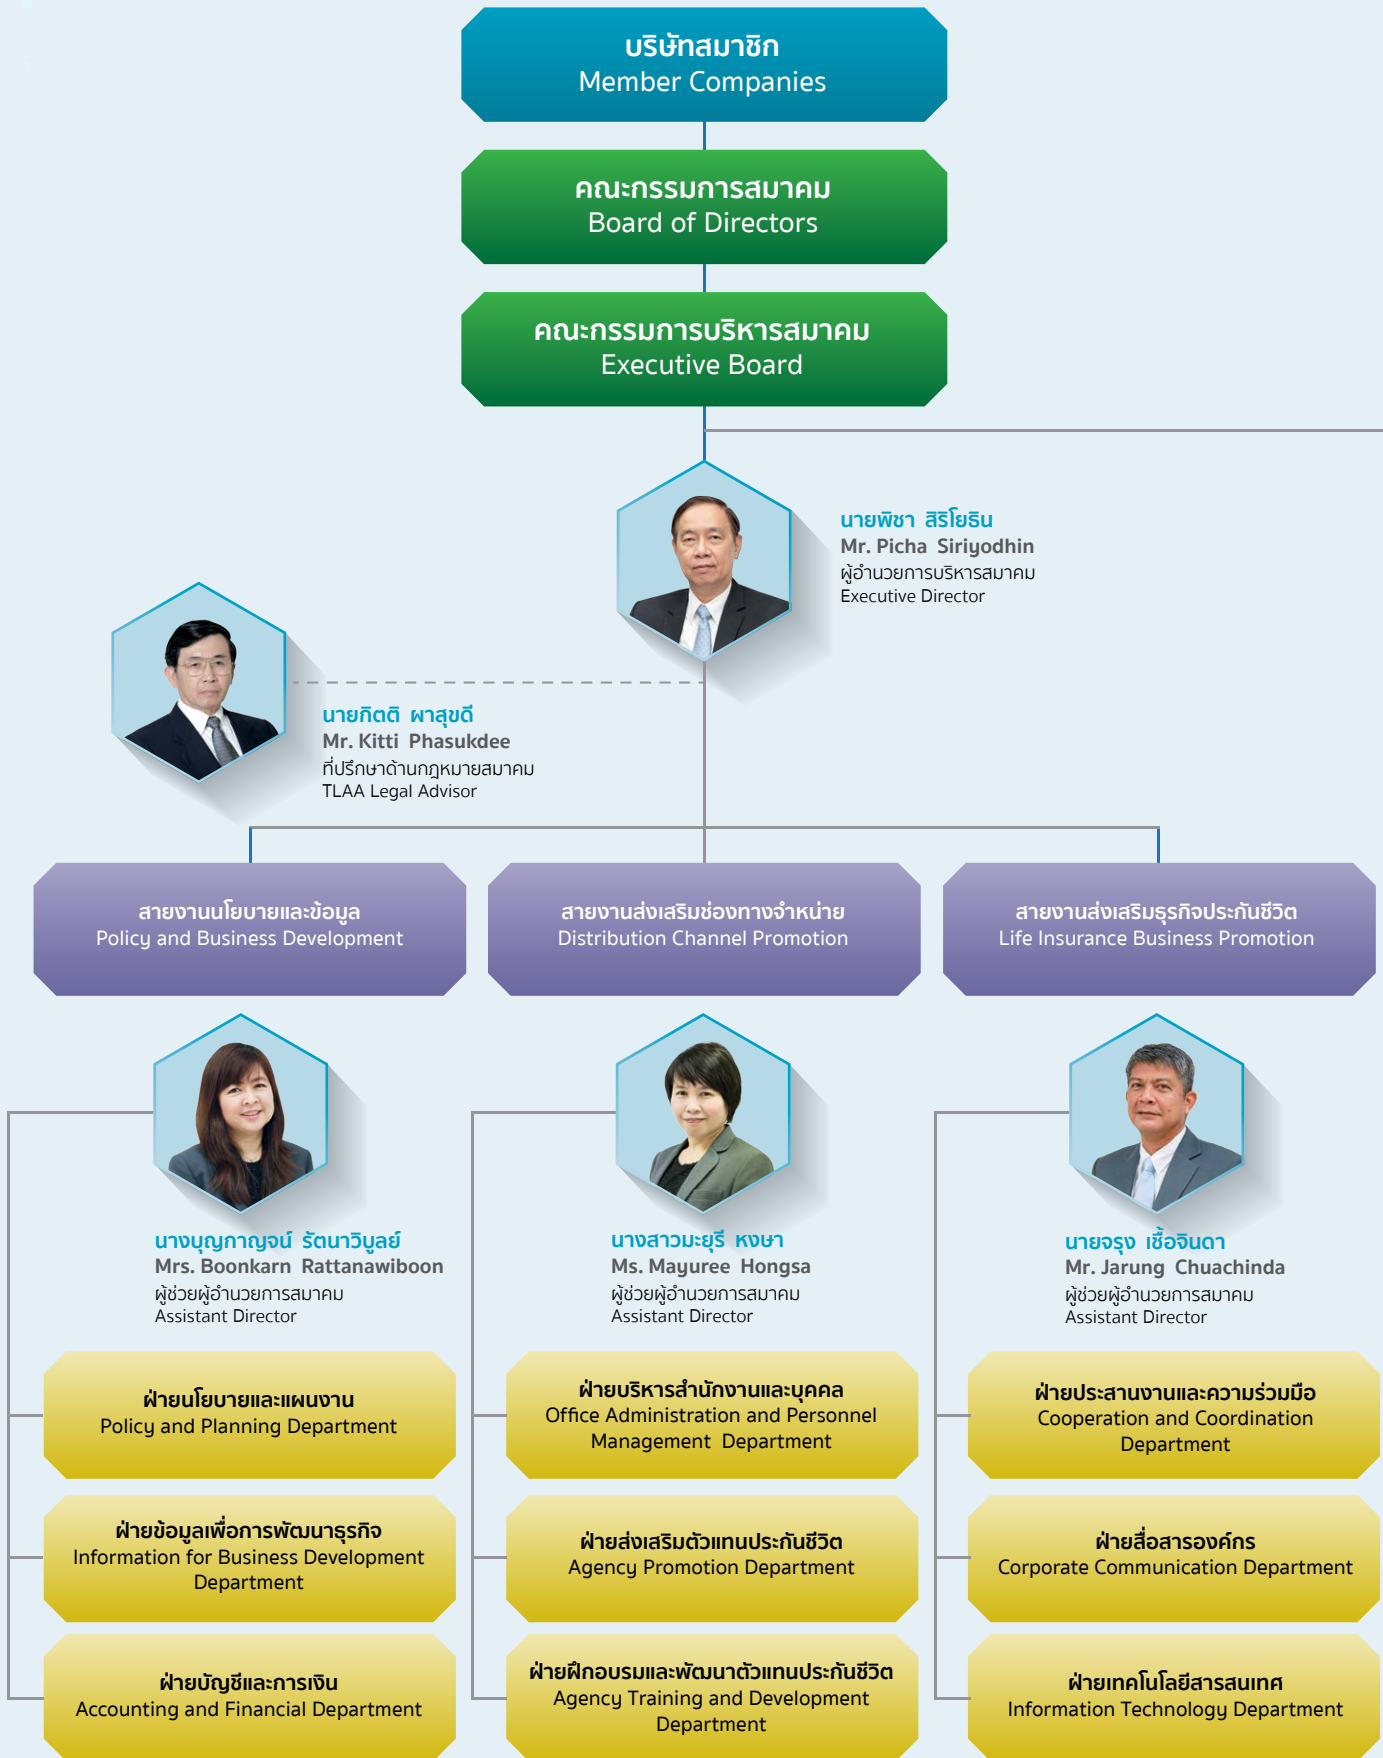 บริษัทสมาชิก
Member Companies
คณะกรรมการสมาคม
Board of Directors
คณะกรรมการบริหารสมาคม
Executive Board
นายพิชา สิริโยธิน
Mr. Picha Siriyodhin
ผู้อำนวยการบริหารสมาคม
Executive Director
นายกิตติ ผาสุขดี
Mr. Kitti Phasukdee
ที่ปรึกษาด้านกฎหมายสมาคม
TLAA Legal Advisor
สายงานนโยบายและข้อมูล
Policy and Business Development
สายงานส่งเสริมช่องทางจำหน่าย
Distribution Channel Promotion
สายงานส่งเสริมธุรกิจประกันชีวิต
Life Insurance Business Promotion
นางบุญกาญจน์ รัตนาวิบูลย์
Mrs. Boonkarn Rattanawiboon
ผู้ช่วยผู้อำนวยการสมาคม
Assistant Director
นางสาวมะยุรี หงษา
Ms. Mayuree Hongsa
ผู้ช่วยผู้อำนวยการสมาคม
Assistant Director
นายจรุง เชื้อจินดา
Mr. Jarung Chuachinda
ผู้ช่วยผู้อำนวยการสมาคม
Assistant Director
ฝ่ายนโยบายและแผนงาน
Policy and Planning Department
ฝ่ายข้อมูลเพื่อการพัฒนาธุรกิจ
Information for Business Development
Department
ฝ่ายบัญชีและการเงิน
Accounting and Financial Department
ฝ่ายบริหารสำนักงานและบุคคล
Office Administration and Personnel
Management Department
ฝ่ายส่งเสริมตัวแทนประกันชีวิต
Agency Promotion Department
ฝ่ายฝึกอบรมและพัฒนาตัวแทนประกันชีวิต
Agency Training and Development
Department
ฝ่ายประสานงานและความร่วมมือ
Cooperation and Coordination
Department
ฝ่ายสื่อสารองค์กร
Corporate Communication Department
ฝ่ายเทคโนโลยีสารสนเทศ
Information Technology Department